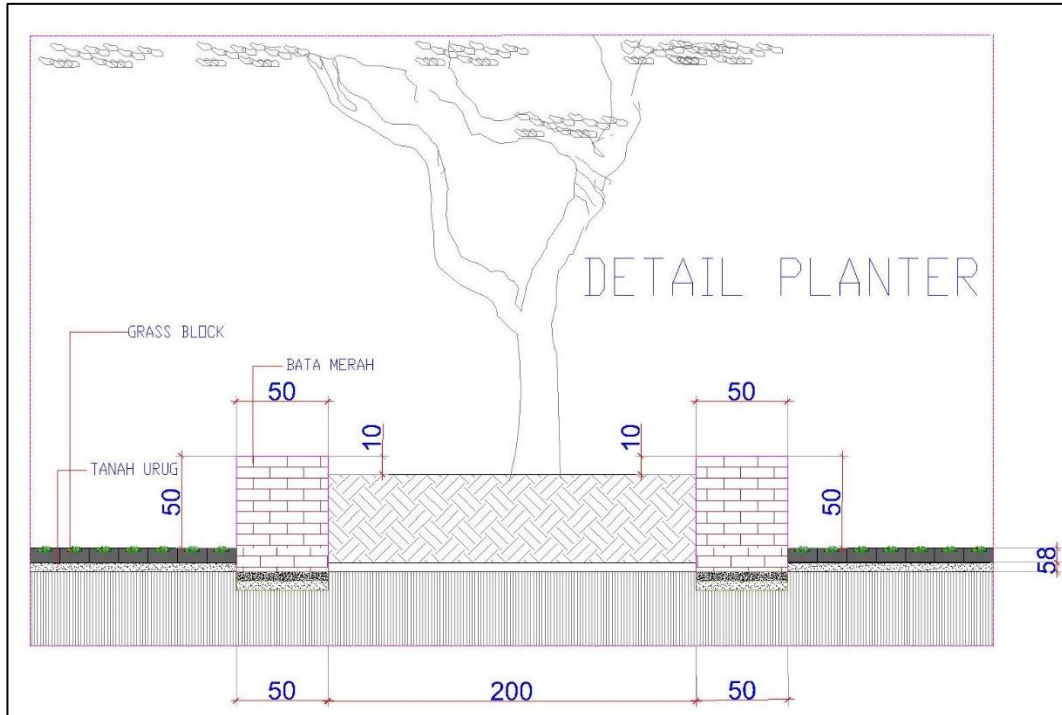 DETAIL PLANTER
GRASS BLOCK
BATA MERAH
50
50
10
10
TANAH URUG
50
50
58
50
200
50